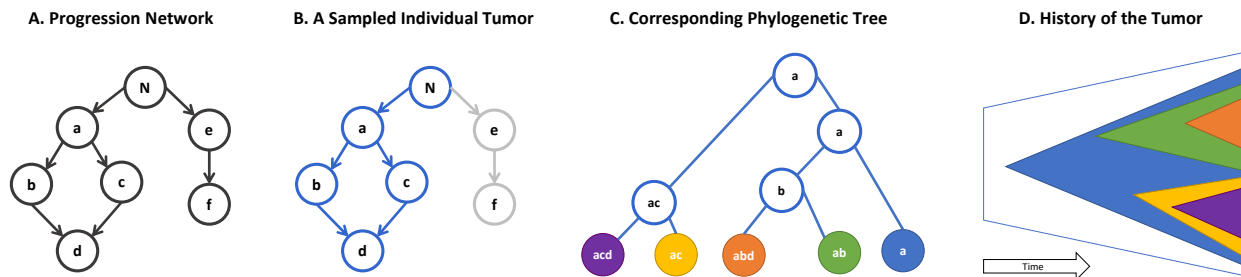 A. Progression Network
B. A Sampled Individual Tumor
C. Corresponding Phylogenetic Tree
D. History of the Tumor
N
a
e
b
c
f
d
N
a
e
b
c
f
d
a
a
ac
b
acd
ac
abd
ab
a
Time